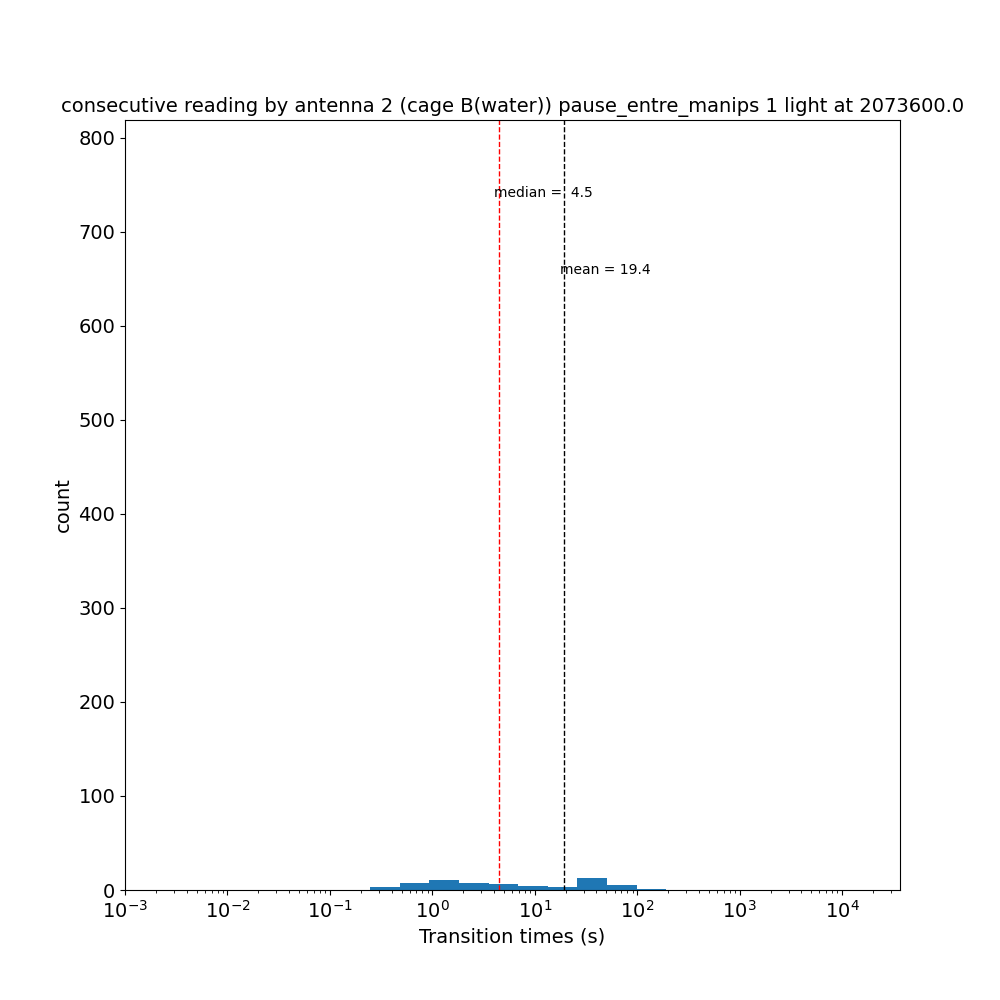 consecutive reading by antenna 2 (cage B(water)) pause_entre_manips 1 light at 2073600.0
800
median =  4.5
700
mean = 19.4
600
500
400
count
300
200
100
0
10⁻³ 10⁻² 10⁻¹ 10⁰ 10¹ 10² 10³ 10⁴
Transition times (s)